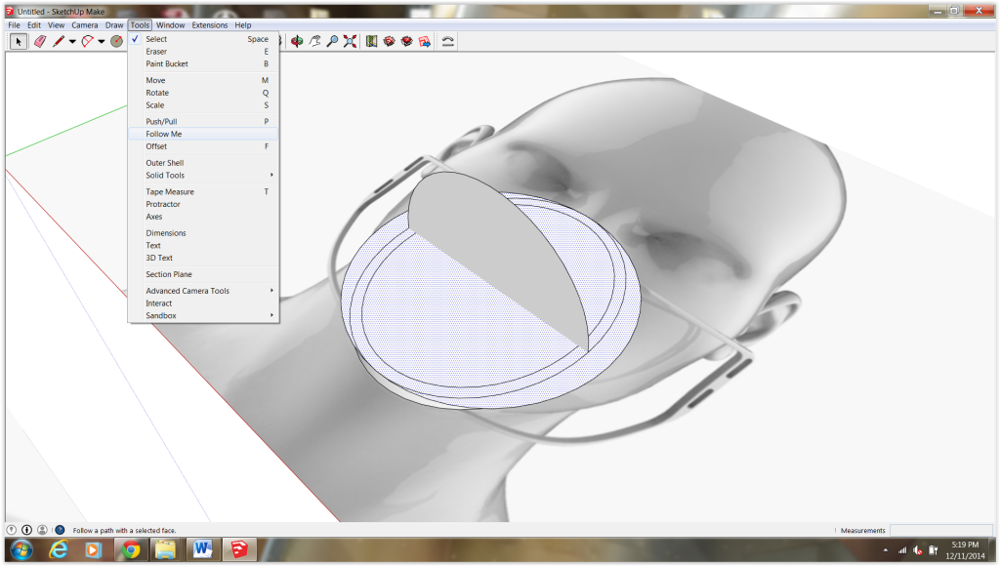 Untitled - SketchUp Make
File Edit View Camera Draw Tools Window Extensions Help
Select Space
Eraser E
Paint Bucket B
Move M
Rotate Q
Scale S
Push/Pull P
Follow Me
Offset F
Outer Shell
Solid Tools
Tape Measure T
Protractor
Axes
Dimensions
Text
3D Text
Section Plane
Advanced Camera Tools
Interact
Sandbox
Follow a path with a selected face.
Measurements
5:19 PM
12/11/2014